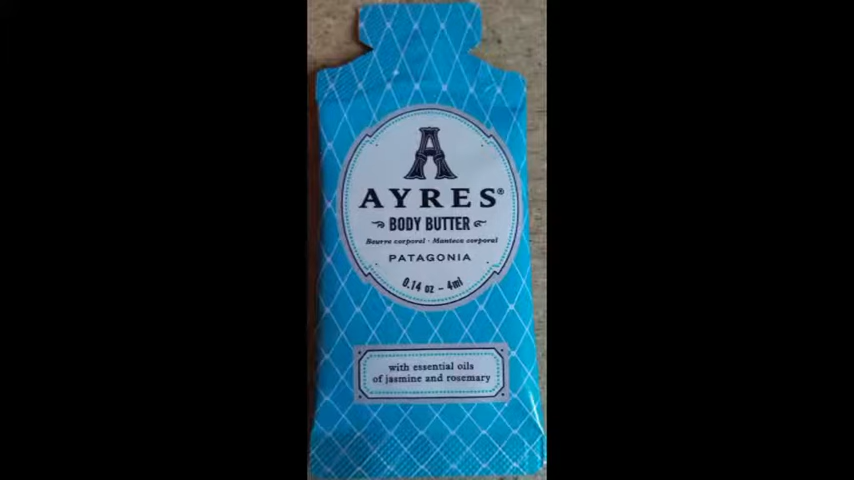 A
AYRES®
BODY BUTTER
Beurre corporel · Manteca corporal
PATAGONIA
0.14 oz – 4ml
with essential oils
of jasmine and rosemary